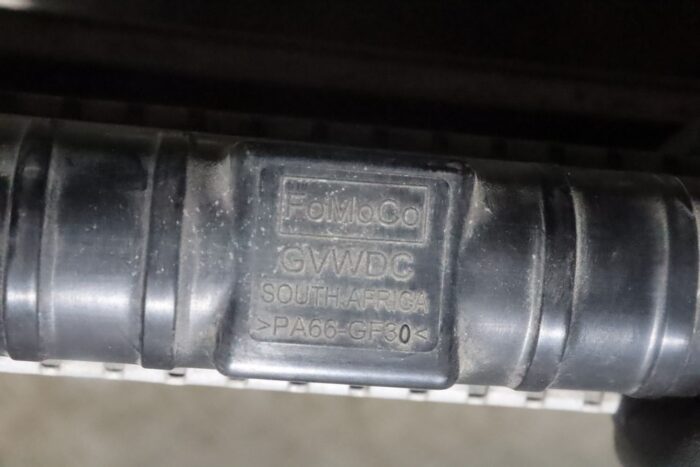 FoMoCo
GVWDC
SOUTH AFRICA
>PA66-GF30<